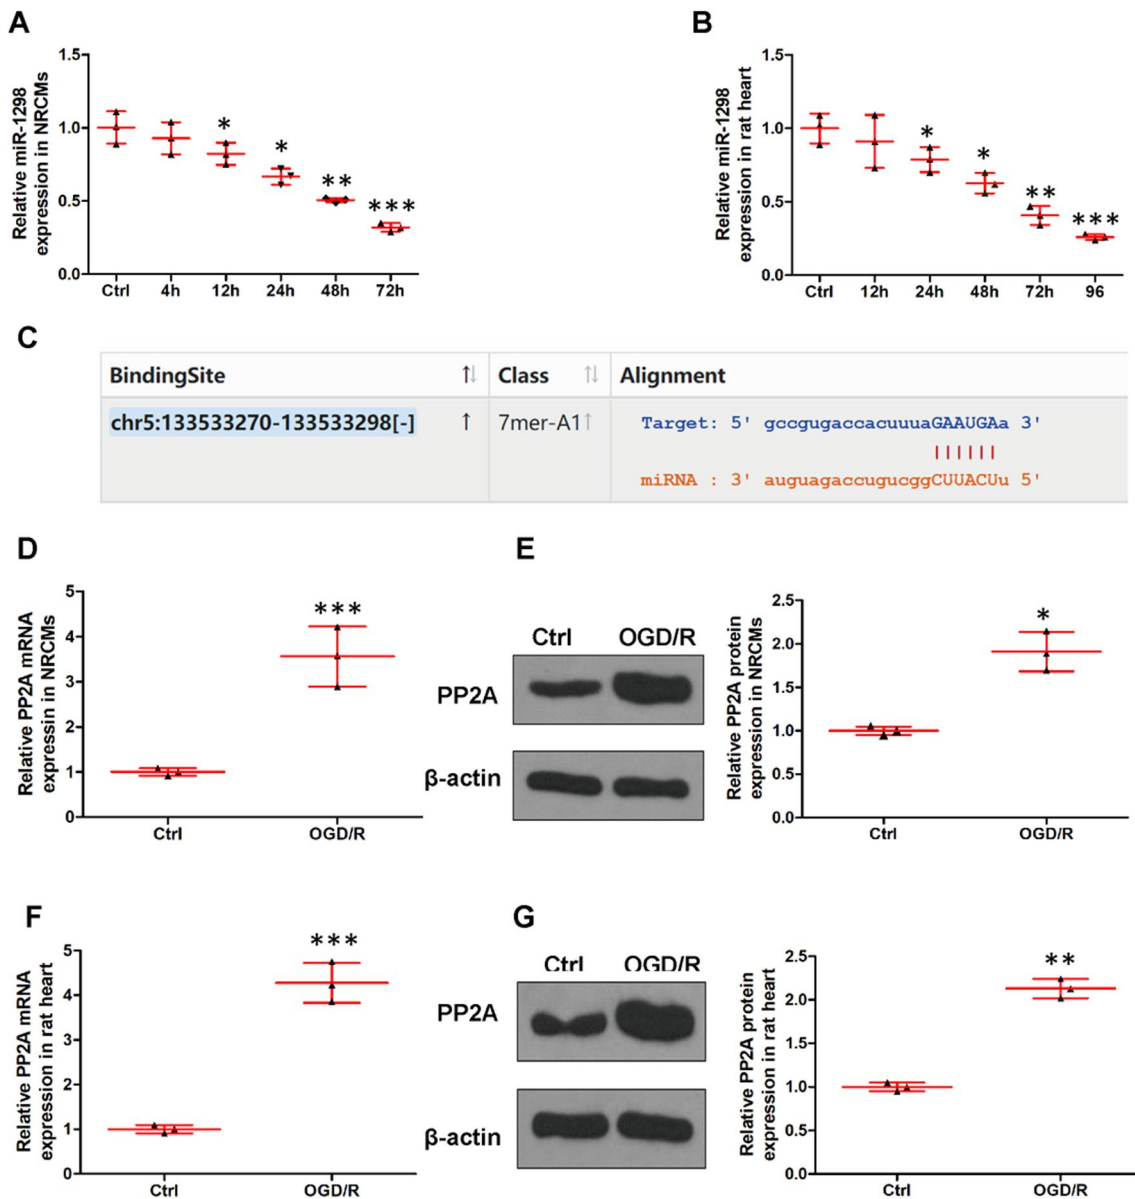 A
Relative miR-1298
expression in NRCMs
1.5
1.0
0.5
0.0
*
*
**
***
Ctrl 4h 12h 24h 48h 72h
B
Relative miR-1298
expression in rat heart
1.5
1.0
0.5
0.0
*
*
**
***
Ctrl 12h 24h 48h 72h 96
C
BindingSite ↑↓ Class ↑↓ Alignment
chr5:133533270-133533298[-] ↑ 7mer-A1↑ Target: 5' gccgugaccacuuuaGAAUGAa 3'
||||||
miRNA : 3' auguagaccugucggCUUACUu 5'
D
Relative PP2A mRNA
expressin in NRCMs
5
4
3
2
1
0
***
Ctrl OGD/R
E
Ctrl OGD/R
PP2A
β-actin
Relative PP2A protein
expression in NRCMs
2.5
2.0
1.5
1.0
0.5
0.0
*
Ctrl OGD/R
F
Relative PP2A mRNA
expression in rat heart
5
4
3
2
1
0
***
Ctrl OGD/R
G
Ctrl OGD/R
PP2A
β-actin
Relative PP2A protein
expression in rat heart
2.5
2.0
1.5
1.0
0.5
0.0
**
Ctrl OGD/R